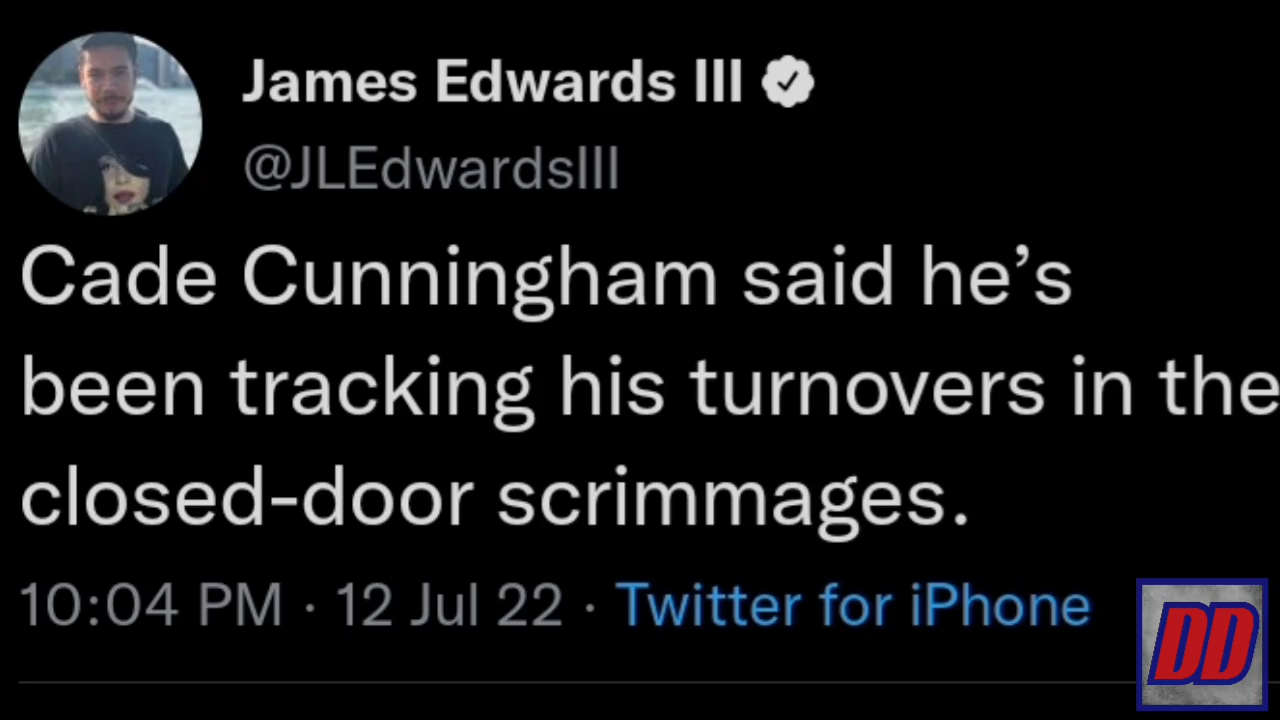 James Edwards III
@JLEdwardsIII
Cade Cunningham said he’s
been tracking his turnovers in the
closed-door scrimmages.
10:04 PM · 12 Jul 22 · Twitter for iPhone
DD